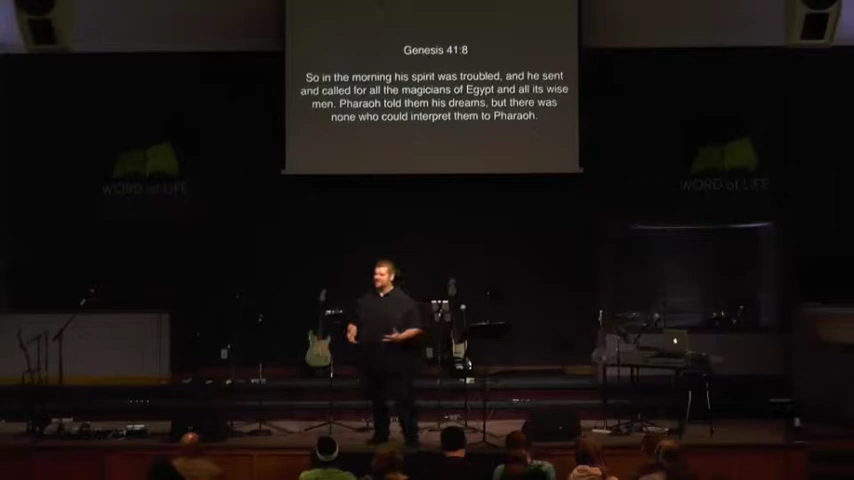 Genesis 41:8
So in the morning his spirit was troubled, and he sent
and called for all the magicians of Egypt and all its wise
men. Pharaoh told them his dreams, but there was
none who could interpret them to Pharaoh.
WORD of LIFE
WORD of LIFE